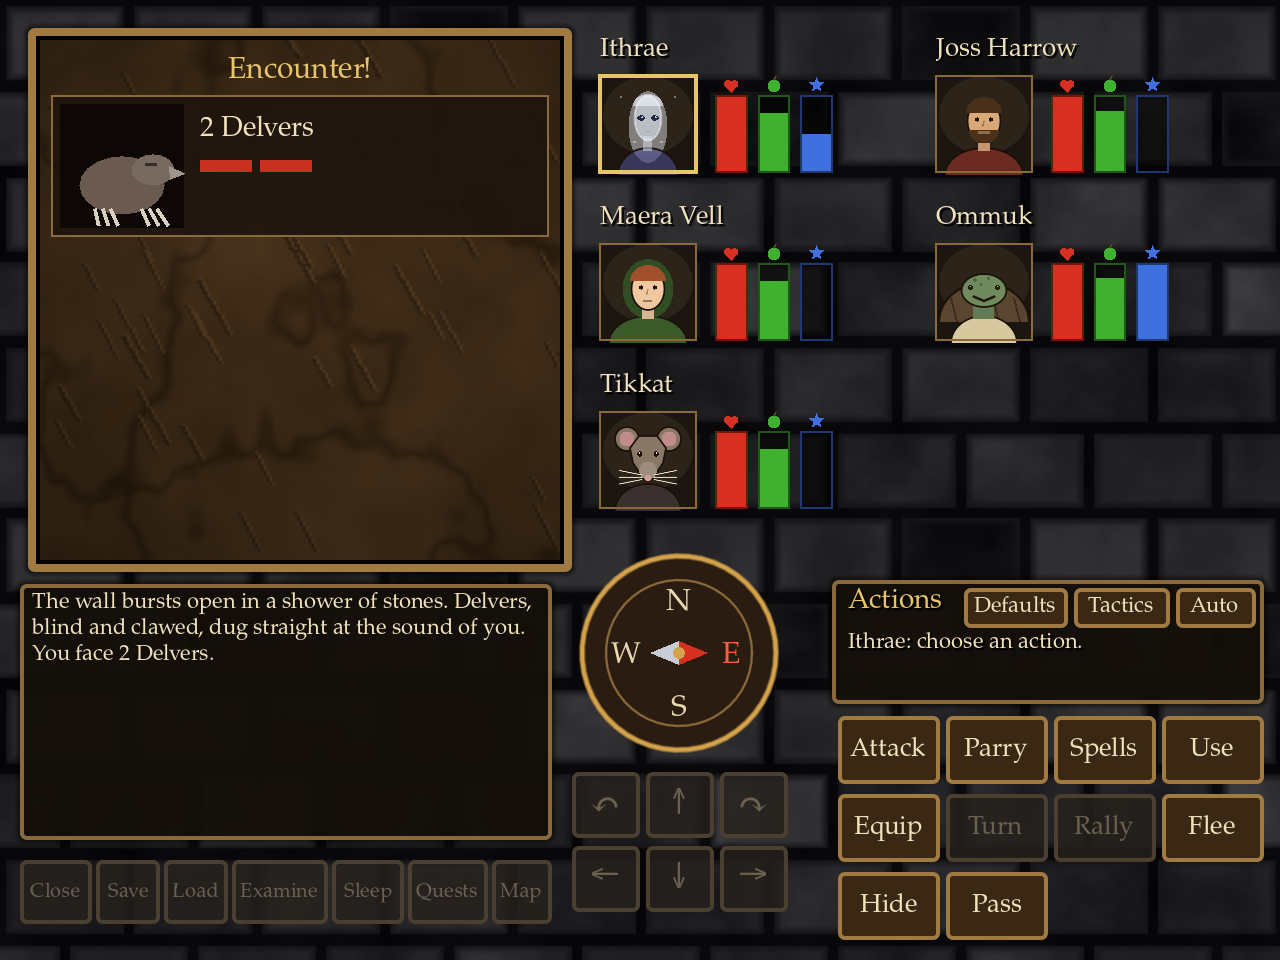 Encounter!
2 Delvers
Ithrae
Joss Harrow
Maera Vell
Ommuk
Tikkat
The wall bursts open in a shower of stones. Delvers,
blind and clawed, dug straight at the sound of you.
You face 2 Delvers.
N
W
E
S
Actions
Defaults
Tactics
Auto
Ithrae: choose an action.
Attack
Parry
Spells
Use
Equip
Turn
Rally
Flee
Hide
Pass
Close
Save
Load
Examine
Sleep
Quests
Map